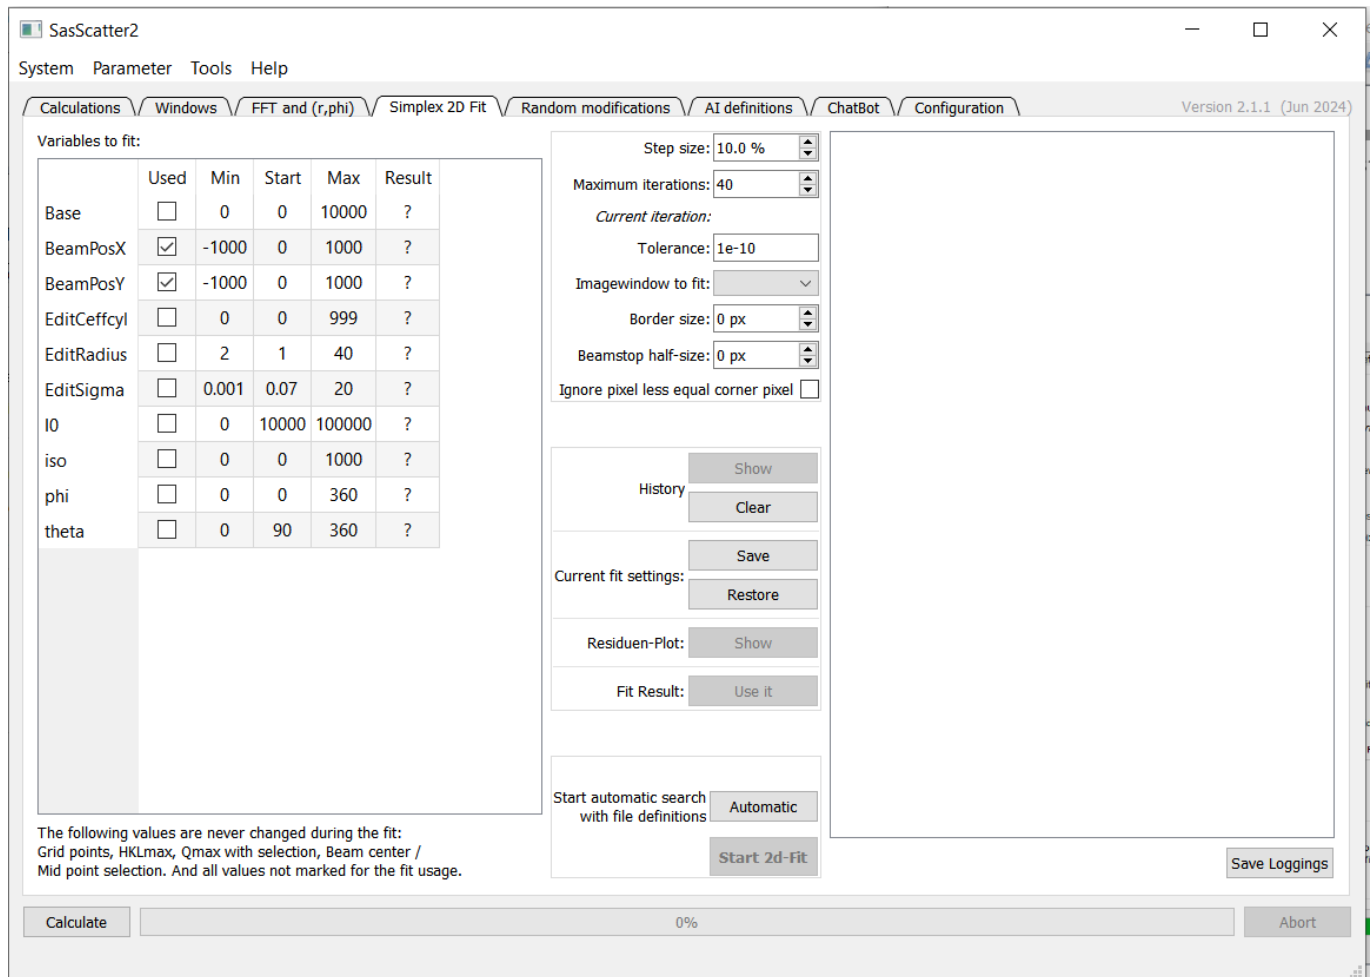 SasScatter2
System Parameter Tools Help
Calculations Windows FFT and (r,phi) Simplex 2D Fit Random modifications AI definitions ChatBot Configuration Version 2.1.1 (Jun 2024)
Variables to fit:
Used Min Start Max Result
Base 0 0 10000 ?
BeamPosX -1000 0 1000 ?
BeamPosY -1000 0 1000 ?
EditCeffcyl 0 0 999 ?
EditRadius 2 1 40 ?
EditSigma 0.001 0.07 20 ?
I0 0 10000 100000 ?
iso 0 0 1000 ?
phi 0 0 360 ?
theta 0 90 360 ?
The following values are never changed during the fit:
Grid points, HKLmax, Qmax with selection, Beam center /
Mid point selection. And all values not marked for the fit usage.
Step size: 10.0 %
Maximum iterations: 40
Current iteration:
Tolerance: 1e-10
Imagewindow to fit:
Border size: 0 px
Beamstop half-size: 0 px
Ignore pixel less equal corner pixel
History
Show
Clear
Current fit settings:
Save
Restore
Residuen-Plot: Show
Fit Result: Use it
Start automatic search
with file definitions
Automatic
Start 2d-Fit
Save Loggings
Calculate 0% Abort